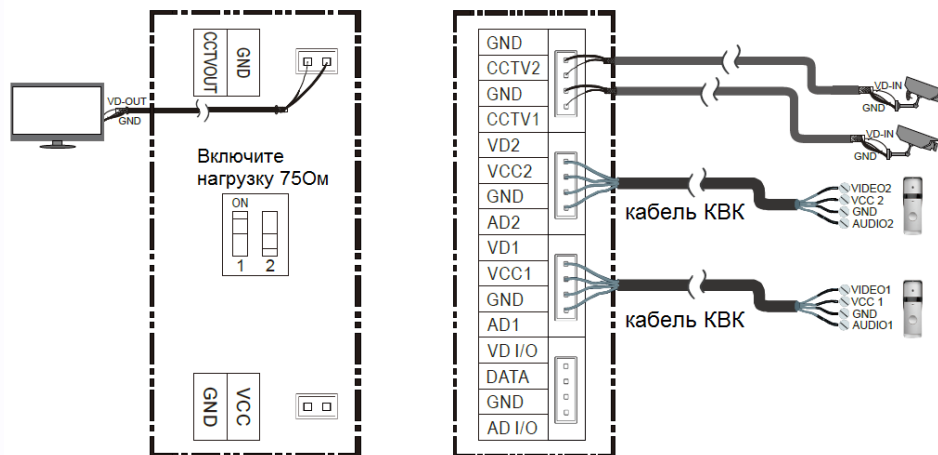 CCTV/OUT
GND
VD-OUT
GND
Включите
нагрузку 75Ом
ON
1 2
GND
VCC
GND
CCTV2
GND
CCTV1
VD2
VCC2
GND
AD2
VD1
VCC1
GND
AD1
VD I/O
DATA
GND
AD I/O
VD-IN
GND
VD-IN
GND
кабель КВК
VIDEO2
VCC 2
GND
AUDIO2
кабель КВК
VIDEO1
VCC 1
GND
AUDIO1